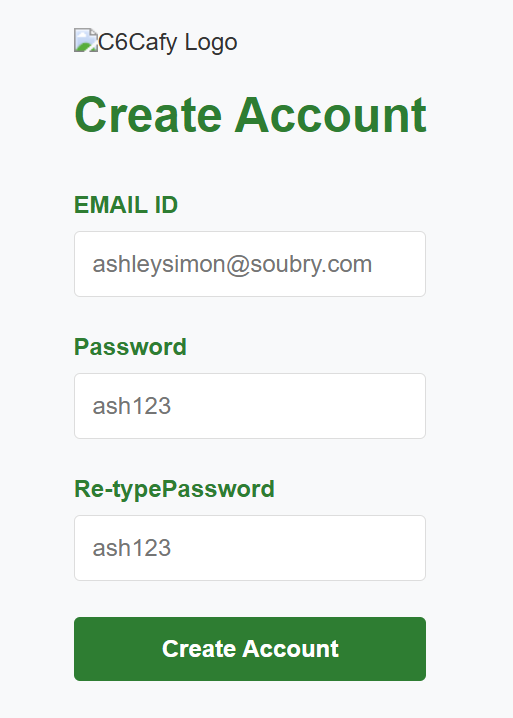 C6Cafy Logo
Create Account
EMAIL ID
ashleysimon@soubry.com
Password
ash123
Re-typePassword
ash123
Create Account